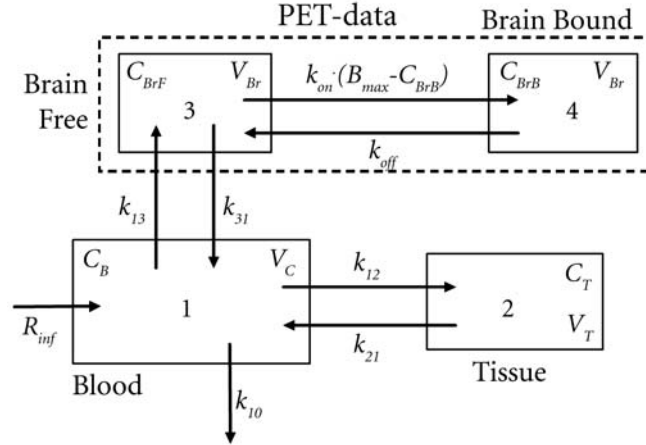 PET-data
Brain Bound
Brain
Free
C_BrF
V_Br
3
k_on·(B_max-C_BrB)
k_off
C_BrB
V_Br
4
k_13
k_31
C_B
V_C
1
R_inf
k_12
k_21
C_T
2
V_T
Blood
Tissue
k_10